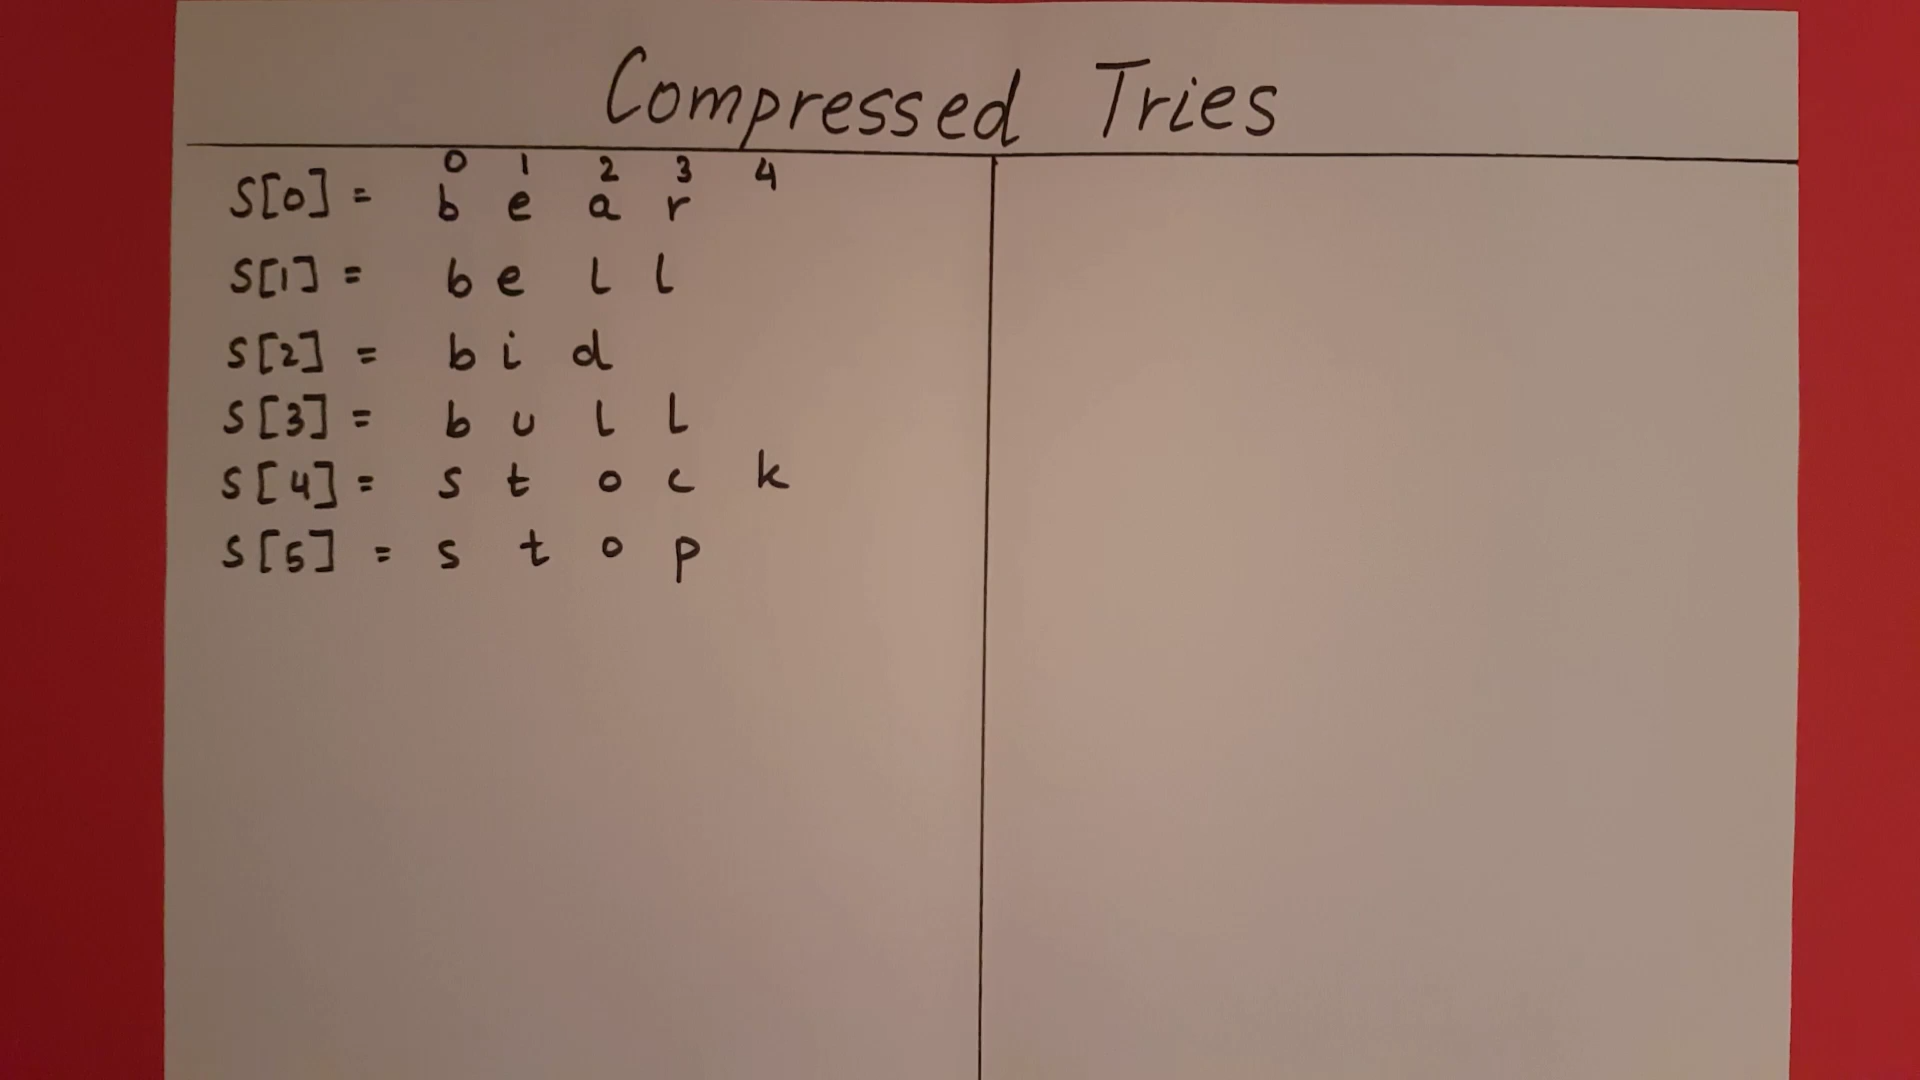 Compressed Tries
0 1 2 3 4
S[0] = b e a r
S[1] = b e l l
S[2] = b i d
S[3] = b u l l
S[4] = s t o c k
S[5] = s t o p